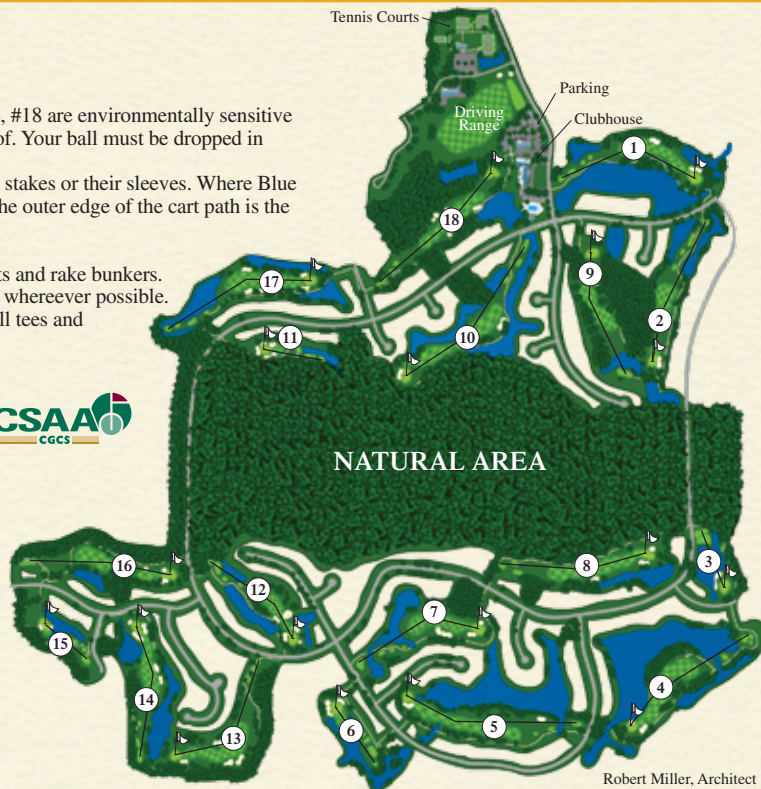 Tennis Courts
, #18 are environmentally sensitive
of. Your ball must be dropped in
stakes or their sleeves. Where Blue
he outer edge of the cart path is the
ts and rake bunkers.
whereever possible.
ll tees and
CSAA
CGCS
Driving
Range
Parking
Clubhouse
1
18
9
17
2
11
10
NATURAL AREA
16
12
8
3
7
15
14
13
6
5
4
Robert Miller, Architect